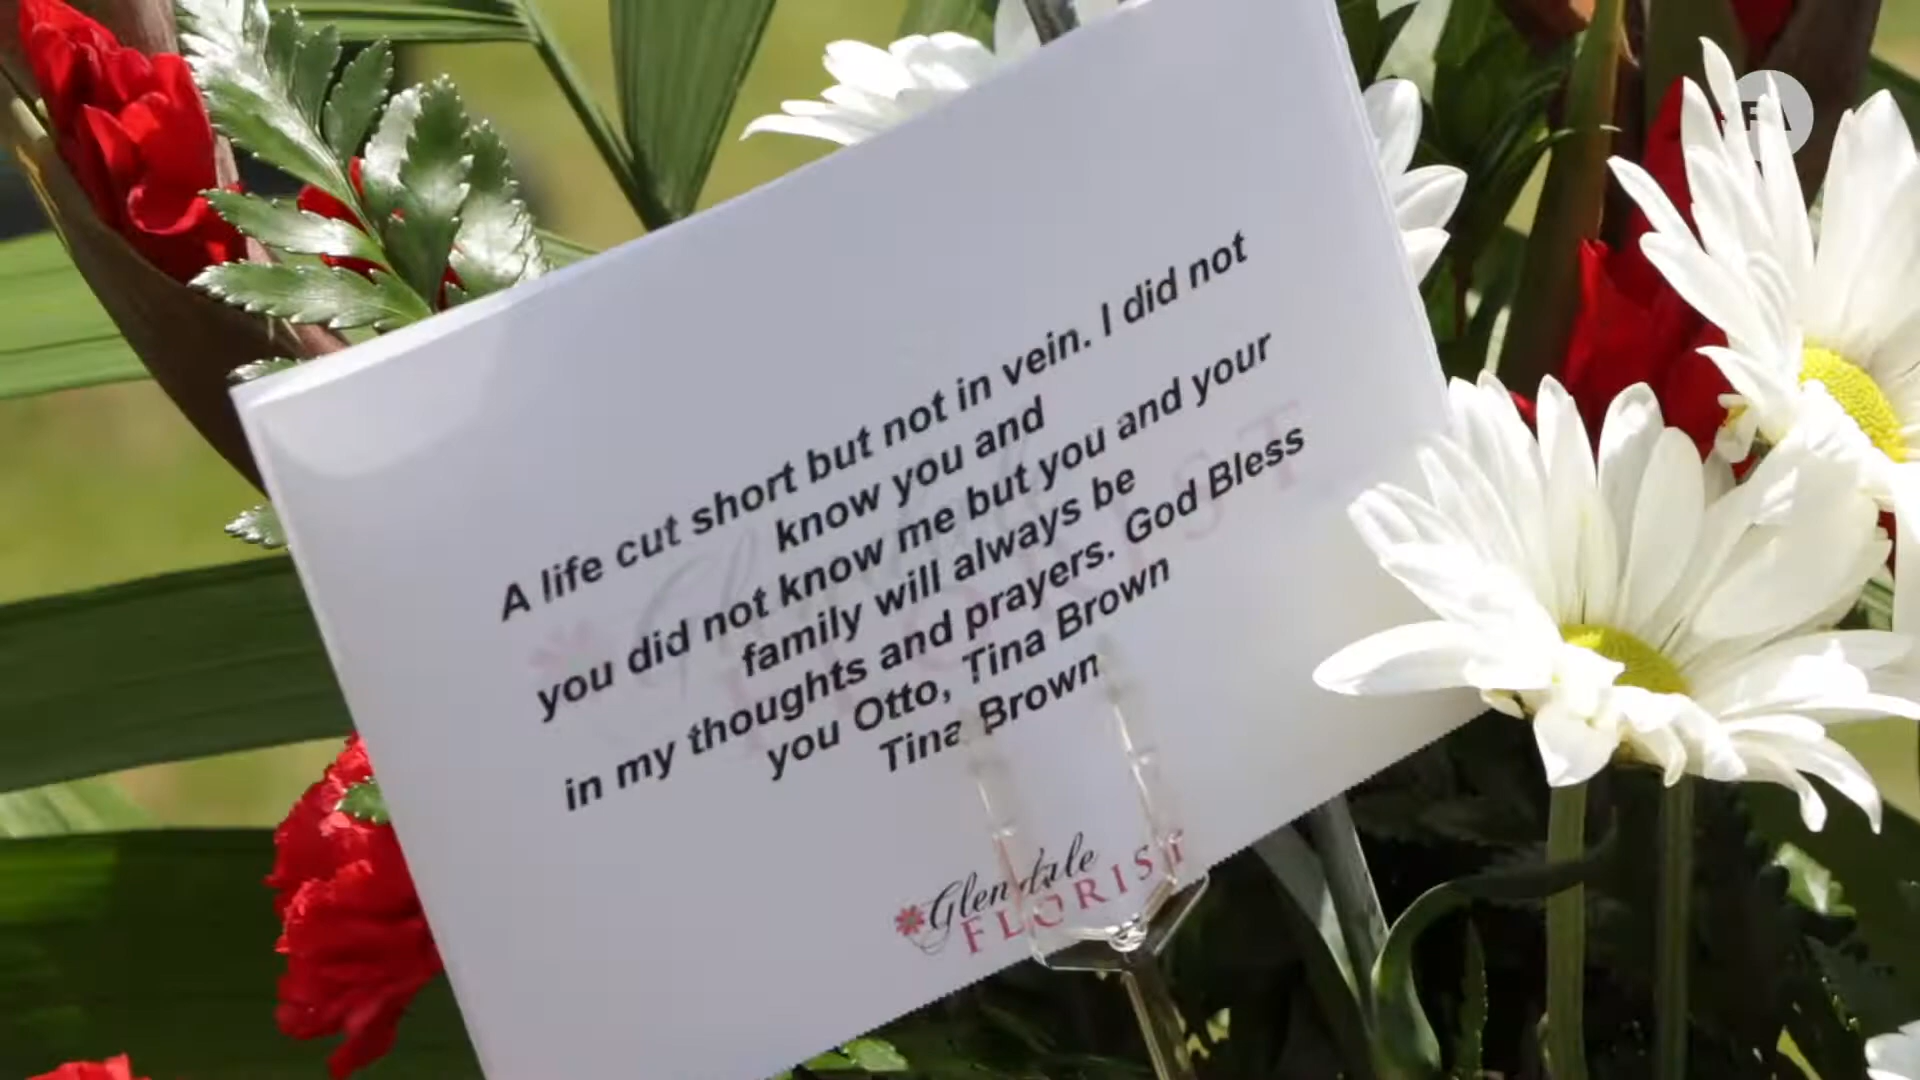 A life cut short but not in vein. I did not
know you and
you did not know me but you and your
family will always be
in my thoughts and prayers. God Bless
you Otto, Tina Brown
Tina Brown
Glendale
FLORIST